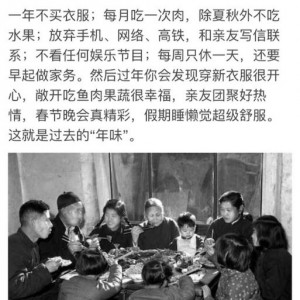 一年不买衣服；每月吃一次肉，除夏秋外不吃
水果；放弃手机、网络、高铁，和亲友写信联
系；不看任何娱乐节目；每周只休一天，还要
早起做家务。然后过年你会发现穿新衣服很开
心，敞开吃鱼肉果蔬很幸福，亲友团聚好热
情，春节晚会真精彩，假期睡懒觉超级舒服。
这就是过去的“年味”。